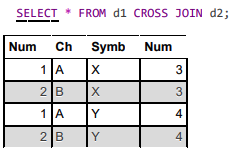 SELECT * FROM d1 CROSS JOIN d2;
Num Ch Symb Num
1 A X 3
2 B X 3
1 A Y 4
2 B Y 4